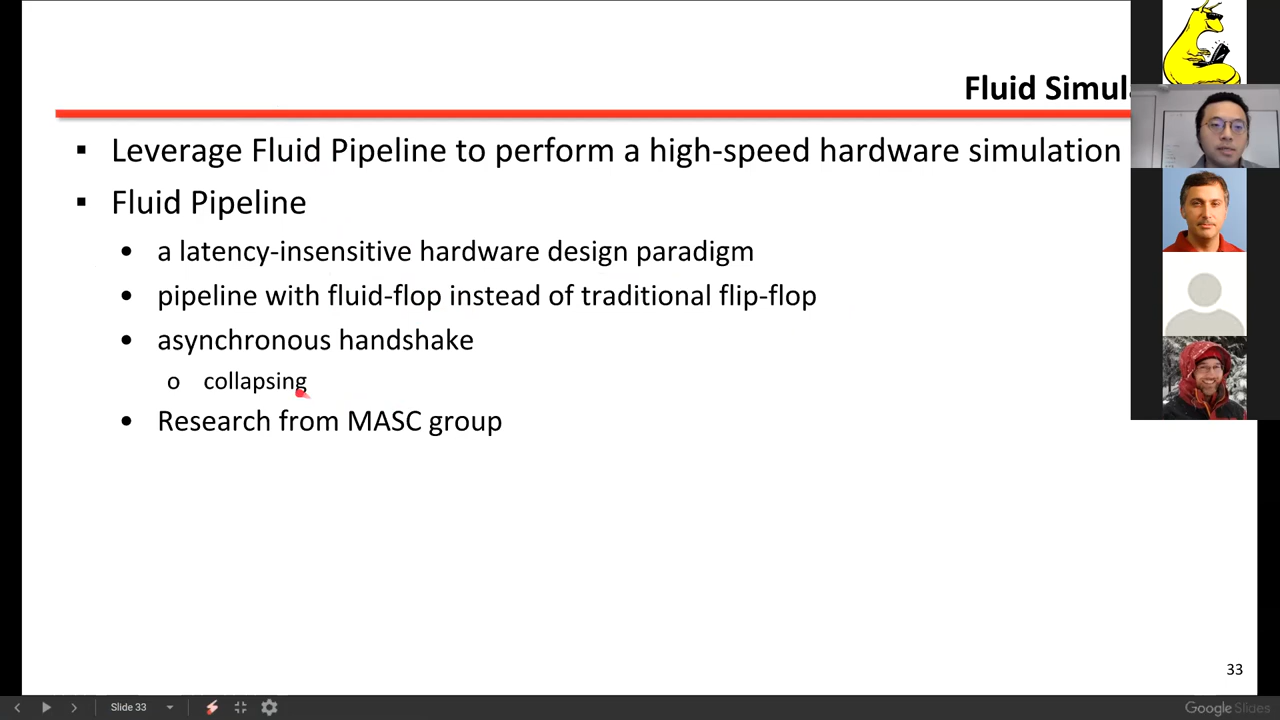 Fluid Simul
Leverage Fluid Pipeline to perform a high-speed hardware simulation
Fluid Pipeline
a latency-insensitive hardware design paradigm
pipeline with fluid-flop instead of traditional flip-flop
asynchronous handshake
collapsing
Research from MASC group
33
Slide 33
Google Slides